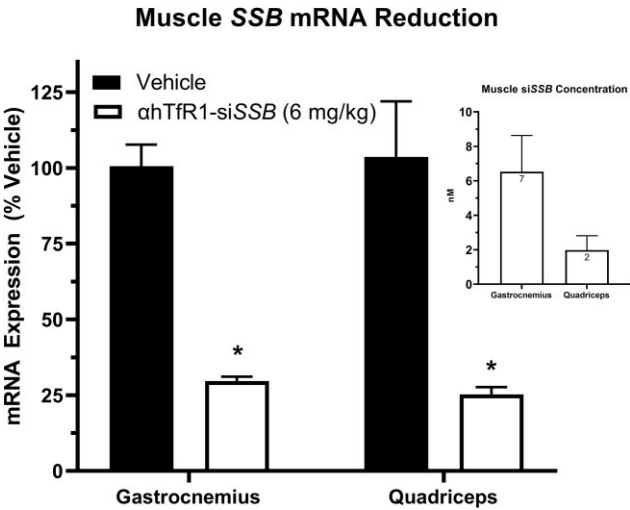 Muscle SSB mRNA Reduction
mRNA Expression (% Vehicle)
125
100
75
50
25
0
Vehicle
αhTfR1-siSSB (6 mg/kg)
*
*
Gastrocnemius
Quadriceps
Muscle siSSB Concentration
nM
10
8
6
4
2
0
7
2
Gastrocnemius
Quadriceps